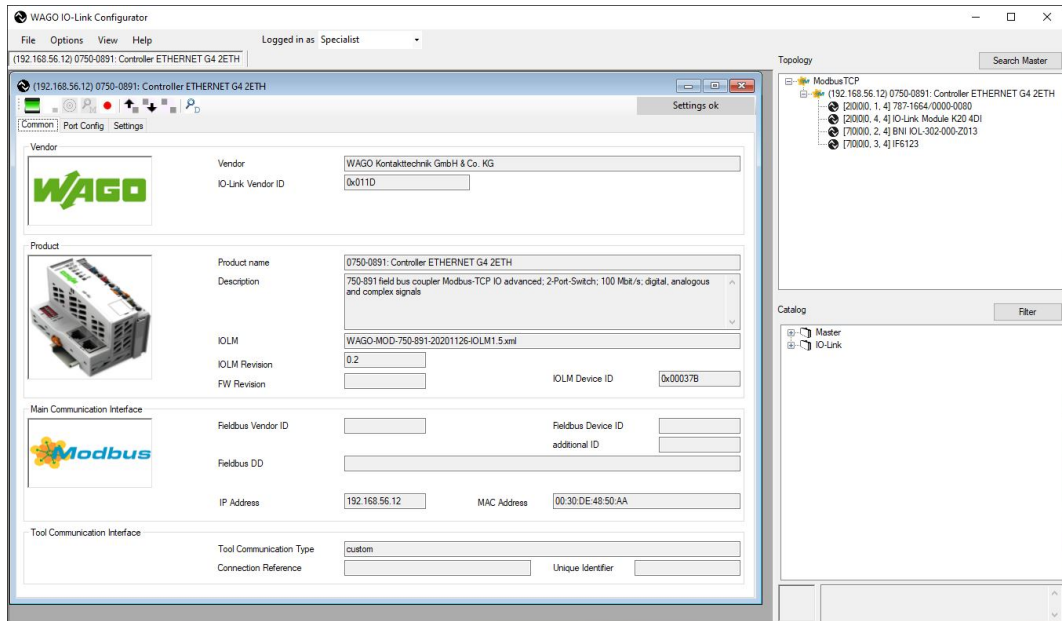 WAGO IO-Link Configurator
File Options View Help Logged in as Specialist
(192.168.56.12) 0750-0891: Controller ETHERNET G4 2ETH
(192.168.56.12) 0750-0891: Controller ETHERNET G4 2ETH
Settings ok
Common Port Config Settings
Vendor
WAGO
Vendor WAGO Kontakttechnik GmbH & Co. KG
IO-Link Vendor ID 0x011D
Product
Product name 0750-0891: Controller ETHERNET G4 2ETH
Description 750-891 field bus coupler Modbus-TCP IO advanced; 2-Port-Switch; 100 Mbit/s; digital, analogous
and complex signals
IOLM WAGO-MOD-750-891-20201126-IOLM1.5.xml
IOLM Revision 0.2
FW Revision IOLM Device ID 0x00037B
Main Communication Interface
Modbus
Fieldbus Vendor ID Fieldbus Device ID
additional ID
Fieldbus DD
IP Address 192.168.56.12 MAC Address 00:30:DE:48:50:AA
Tool Communication Interface
Tool Communication Type custom
Connection Reference Unique Identifier
Topology Search Master
ModbusTCP
(192.168.56.12) 0750-0891: Controller ETHERNET G4 2ETH
[20|0|0, 1, 4] 787-1664/0000-0080
[20|0|0, 4, 4] IO-Link Module K20 4DI
[70|0|0, 2, 4] BNI IOL-302-000-Z013
[70|0|0, 3, 4] IF6123
Catalog Filter
Master
IO-Link